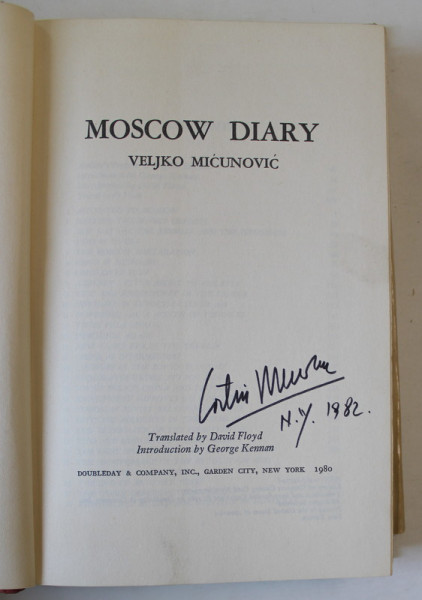 MOSCOW DIARY
VELJKO MIĆUNOVIĆ
N.Y. 1982.
Translated by David Floyd
Introduction by George Kennan
DOUBLEDAY & COMPANY, INC., GARDEN CITY, NEW YORK 1980